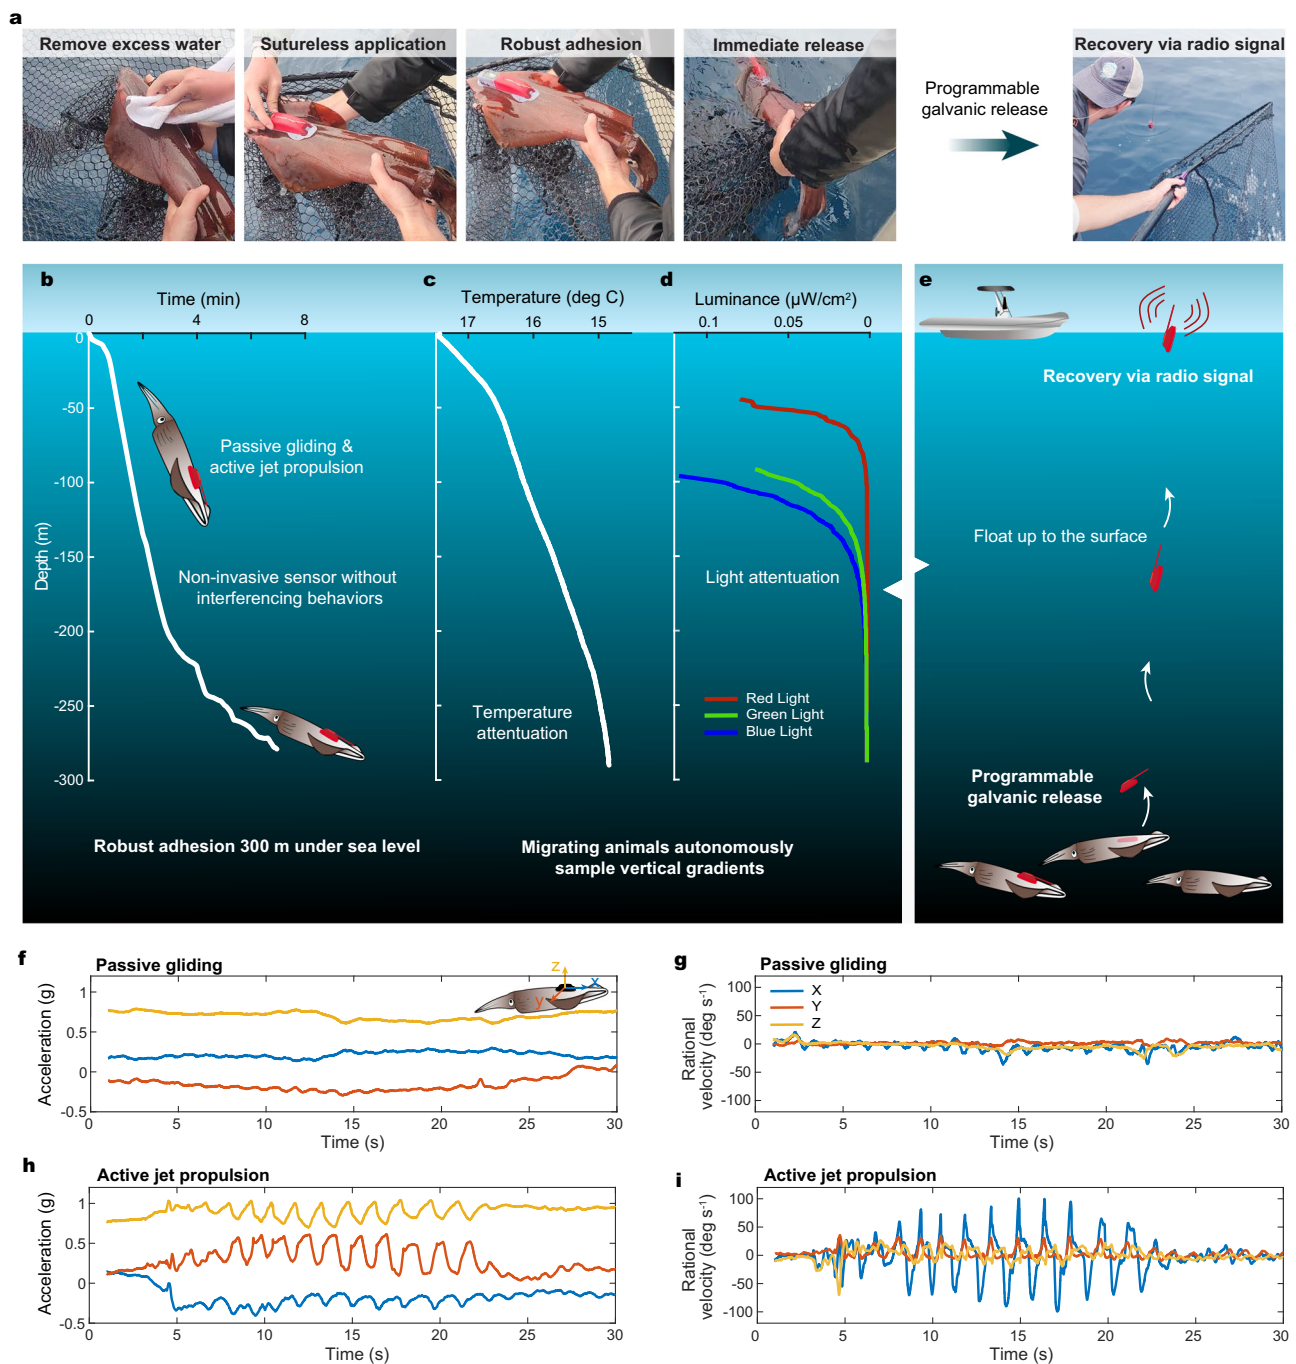 a
Remove excess water
Sutureless application
Robust adhesion
Immediate release
Programmable
galvanic release
Recovery via radio signal
b
Time (min)
0
4
8
c
Temperature (deg C)
17
16
15
d
Luminance (μW/cm²)
0.1
0.05
0
e
Depth (m)
0
-50
-100
-150
-200
-250
-300
Passive gliding &
active jet propulsion
Non-invasive sensor without
interferencing behaviors
Robust adhesion 300 m under sea level
Temperature
attentuation
Light attentuation
Red Light
Green Light
Blue Light
Migrating animals autonomously
sample vertical gradients
Recovery via radio signal
Float up to the surface
Programmable
galvanic release
f
Passive gliding
Acceleration (g)
1
0.5
0
-0.5
0
5
10
15
20
25
30
Time (s)
z
x
y
g
Passive gliding
Rational
velocity (deg s⁻¹)
100
50
0
-50
-100
X
Y
Z
0
5
10
15
20
25
30
Time (s)
h
Active jet propulsion
Acceleration (g)
1
0.5
0
-0.5
0
5
10
15
20
25
30
Time (s)
i
Active jet propulsion
Rational
velocity (deg s⁻¹)
100
50
0
-50
-100
0
5
10
15
20
25
30
Time (s)